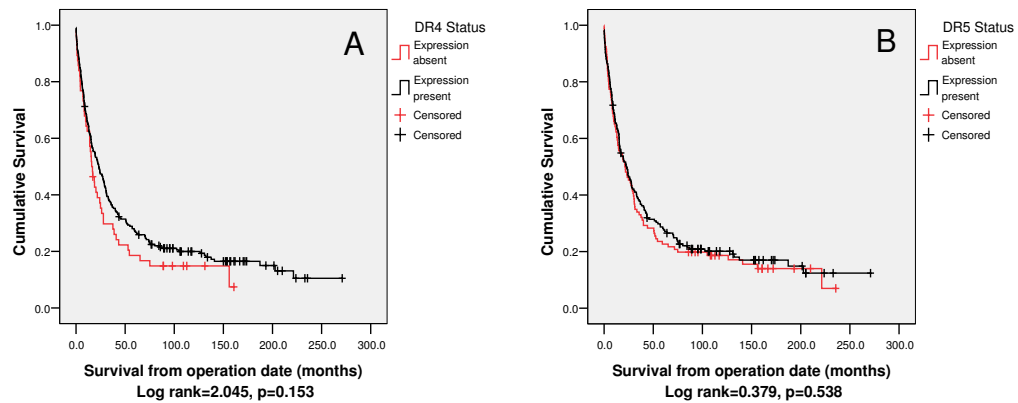 A
DR4 Status
Expression
absent
Expression
present
Censored
Censored
Cumulative Survival
1.0
0.8
0.6
0.4
0.2
0.0
0.0 50.0 100.0 150.0 200.0 250.0 300.0
Survival from operation date (months)
Log rank=2.045, p=0.153
B
DR5 Status
Expression
absent
Expression
present
Censored
Censored
Cumulative Survival
1.0
0.8
0.6
0.4
0.2
0.0
0.0 50.0 100.0 150.0 200.0 250.0 300.0
Survival from operation date (months)
Log rank=0.379, p=0.538